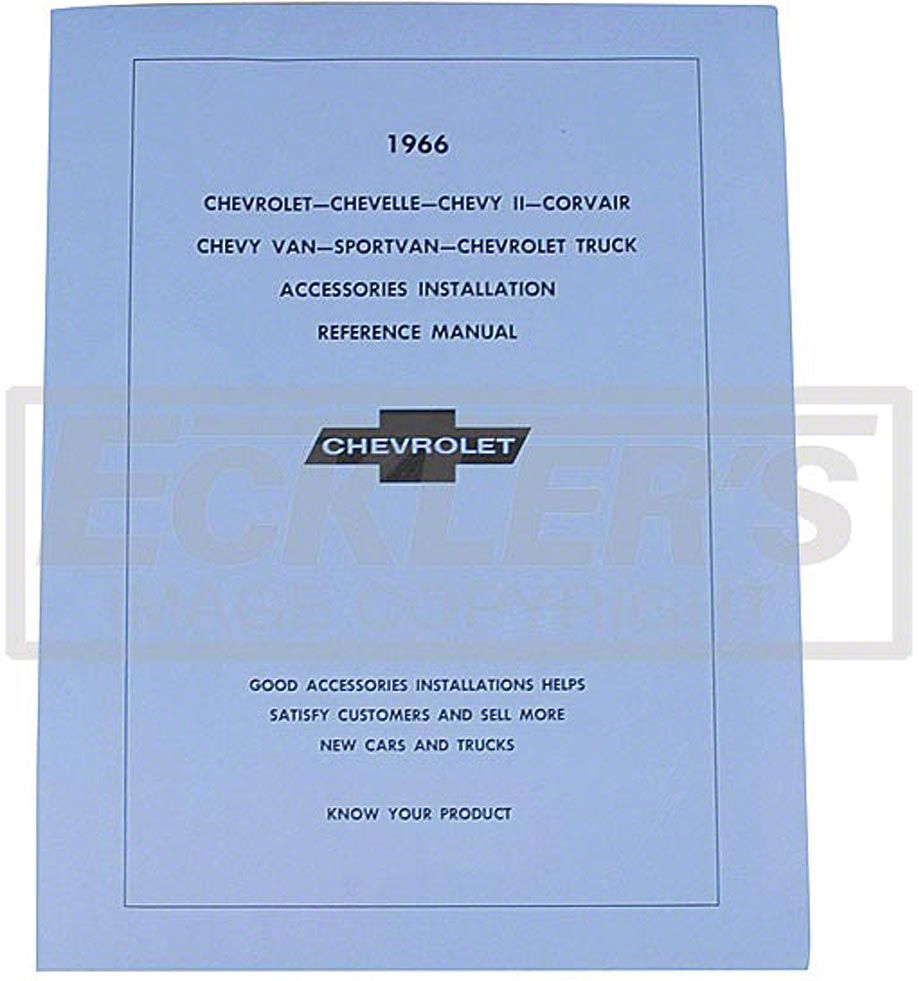 1966
CHEVROLET—CHEVELLE—CHEVY II—CORVAIR
CHEVY VAN—SPORTVAN—CHEVROLET TRUCK
ACCESSORIES INSTALLATION
REFERENCE MANUAL
CHEVROLET
ECKLER'S
IMAGE COPYRIGHT
GOOD ACCESSORIES INSTALLATIONS HELPS
SATISFY CUSTOMERS AND SELL MORE
NEW CARS AND TRUCKS
KNOW YOUR PRODUCT